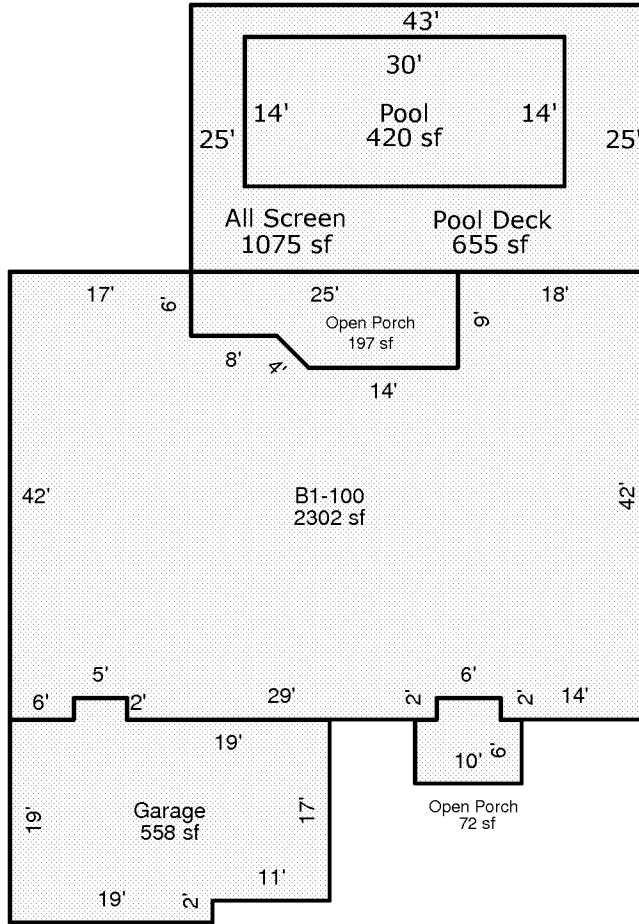 43'
30'
14'
Pool
14'
420 sf
25'
25'
All Screen
1075 sf
Pool Deck
655 sf
17'
6'
25'
9'
18'
Open Porch
197 sf
8'
4'
14'
42'
B1-100
2302 sf
42'
5'
6'
6'
2'
29'
2'
2'
14'
19'
10'
6'
19'
Garage
558 sf
17'
Open Porch
72 sf
11'
19'
2'